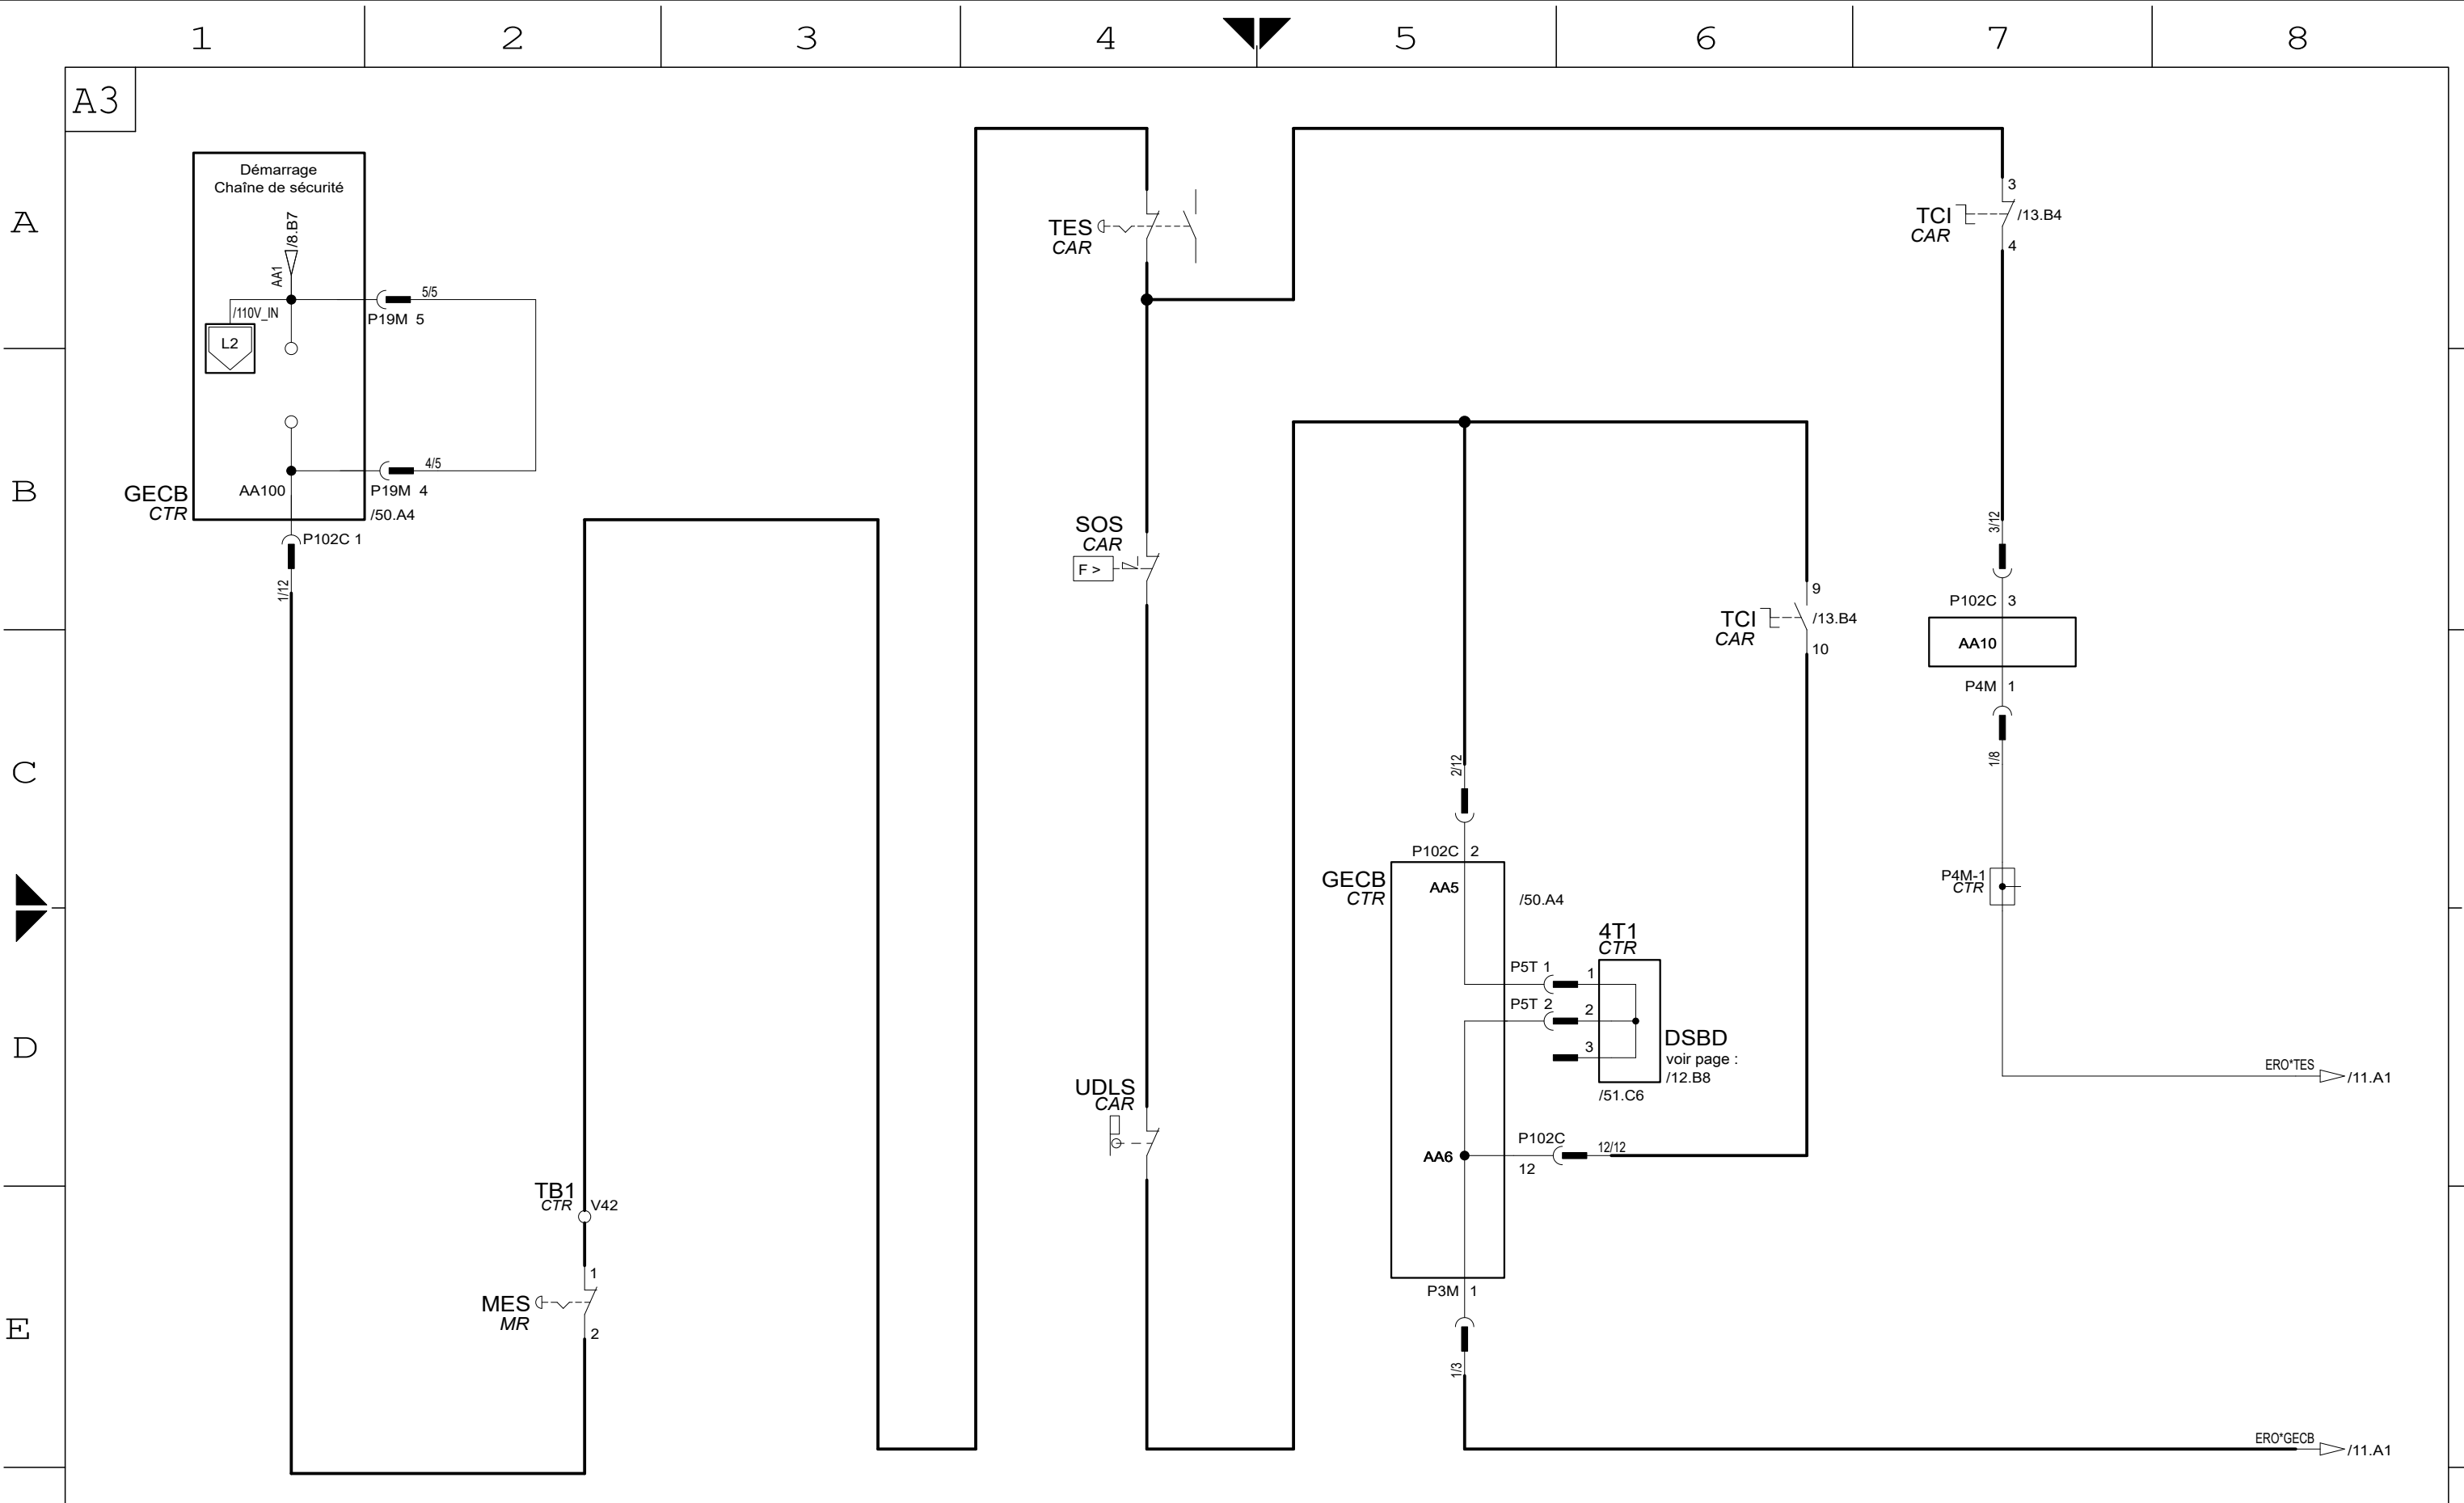 1 2 3 4 5 6 7 8
A3
A
B
C
D
E
Démarrage
Chaîne de sécurité
/8.B7
AA1
/110V_IN
L2
5/5
P19M 5
4/5
P19M 4
AA100
GECB
CTR
/50.A4
P102C 1
1/12
TB1
CTR
V42
1
MES
MR
2
TES
CAR
SOS
CAR
F >
UDLS
CAR
2/12
P102C 2
GECB
CTR
AA5
/50.A4
4T1
CTR
P5T 1
1
P5T 2
2
3
DSBD
voir page :
/12.B8
/51.C6
P102C
12/12
AA6
12
P3M 1
1/3
9
TCI
CAR
/13.B4
10
3
TCI
CAR
/13.B4
4
3/12
P102C 3
AA10
P4M 1
1/8
P4M-1
CTR
ERO*TES
/11.A1
ERO*GECB
/11.A1